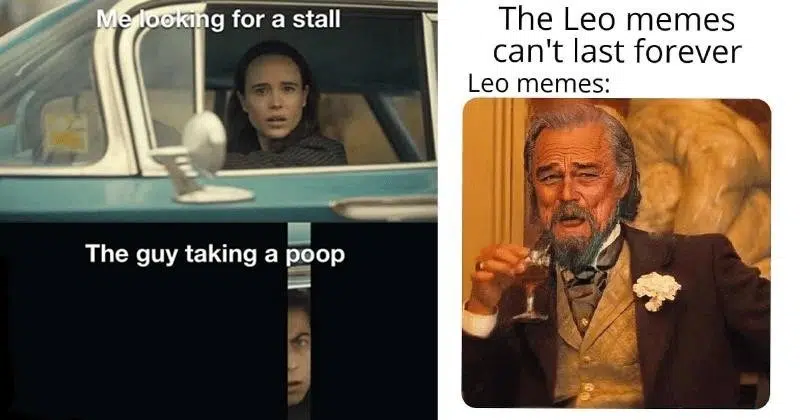 Me looking for a stall
The guy taking a poop
The Leo memes
can't last forever
Leo memes: